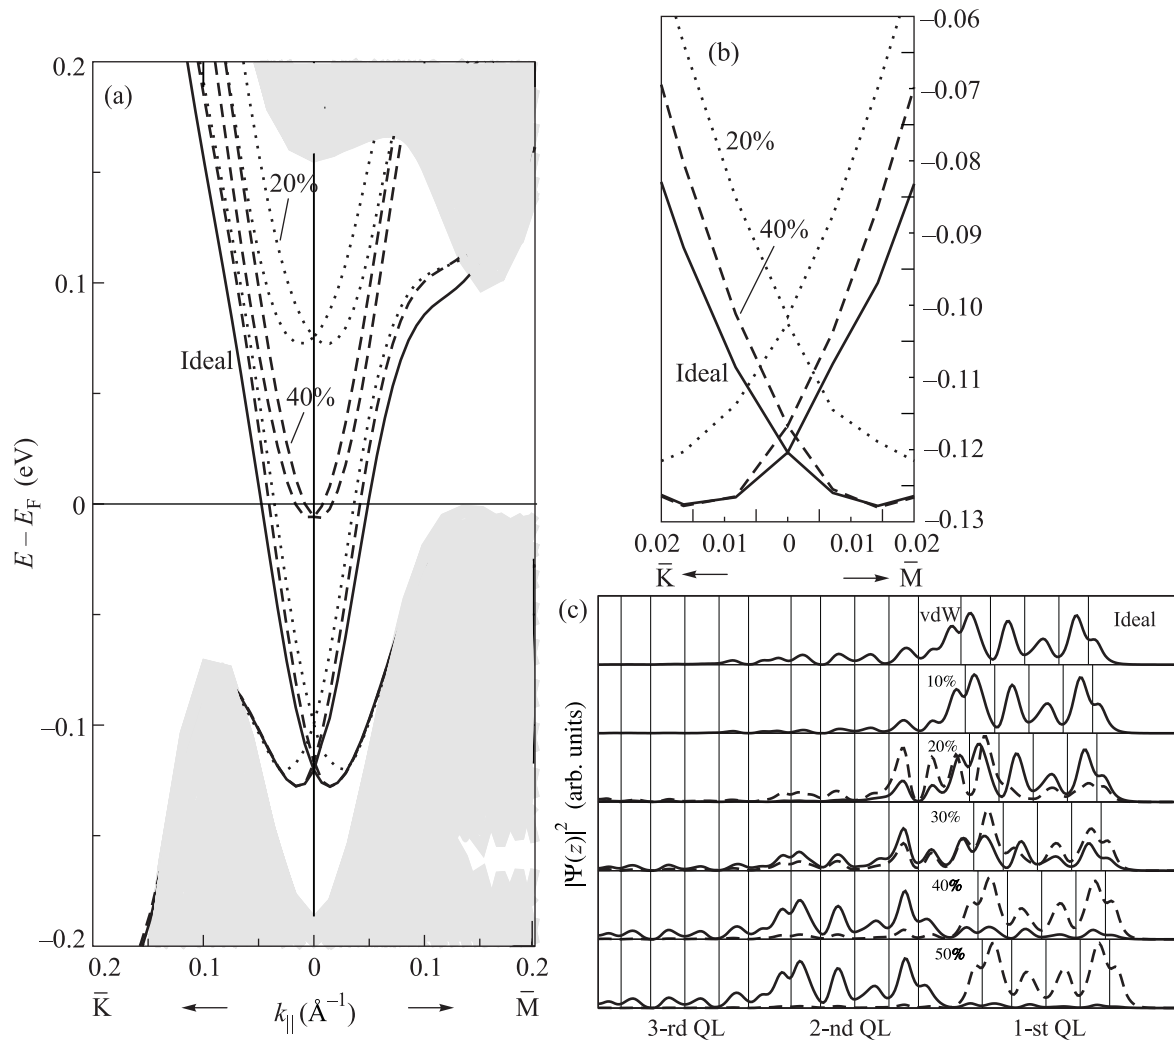 (a)
0.2
0.1
0
–0.1
–0.2
E – E_F (eV)
20%
Ideal
40%
0.2
0.1
0
0.1
0.2
K̄ ← k_|| (Å⁻¹) → M̄
(b)
–0.06
–0.07
–0.08
–0.09
–0.10
–0.11
–0.12
–0.13
20%
40%
Ideal
0.02
0.01
0
0.01
0.02
K̄ ← → M̄
(c)
|Ψ(z)|² (arb. units)
vdW
Ideal
10%
20%
30%
40%
50%
3-rd QL
2-nd QL
1-st QL